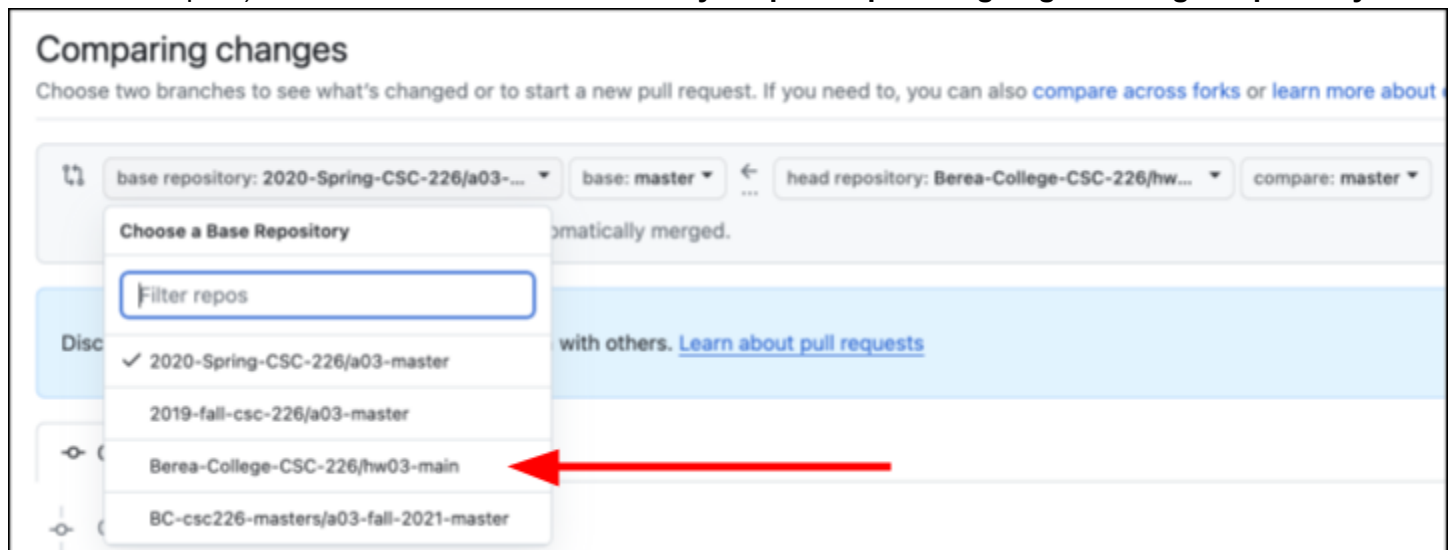 Comparing changes
Choose two branches to see what's changed or to start a new pull request. If you need to, you can also compare across forks or learn more about
base repository: 2020-Spring-CSC-226/a03-... base: master head repository: Berea-College-CSC-226/hw... compare: master
Choose a Base Repository
omatically merged.
Filter repos
Disc with others. Learn about pull requests
2020-Spring-CSC-226/a03-master
2019-fall-csc-226/a03-master
Berea-College-CSC-226/hw03-main
BC-csc226-masters/a03-fall-2021-master